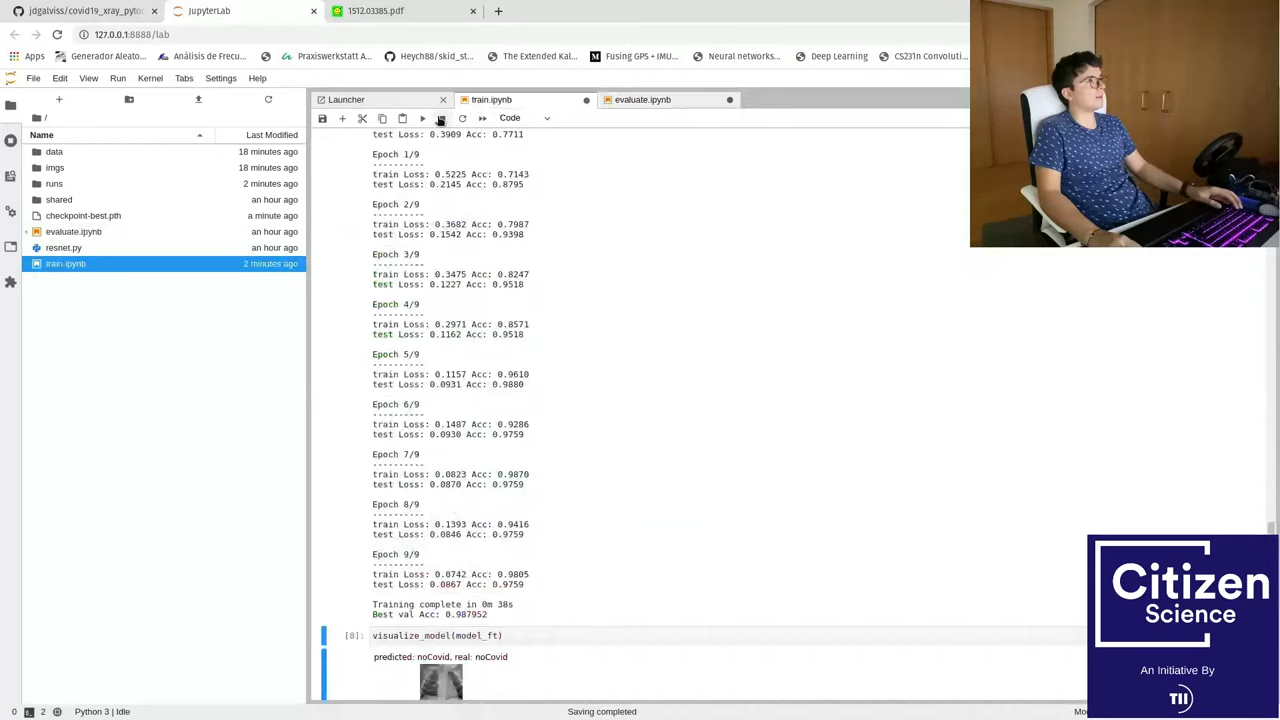 jdgalviss/covid19_xray_pyto
JupyterLab
1512.03385.pdf
127.0.0.1:8888/lab
Apps
Generador Aleato...
Análisis de Frecu...
Praxiswerkstatt A...
Heych88/skid_st...
The Extended Kal...
Fusing GPS + IMU...
Neural networks...
Deep Learning
CS231n Convoluti...
File Edit View Run Kernel Tabs Settings Help
Launcher
train.ipynb
evaluate.ipynb
Code
/
Name Last Modified
data 18 minutes ago
imgs 18 minutes ago
runs 2 minutes ago
shared an hour ago
checkpoint-best.pth a minute ago
evaluate.ipynb an hour ago
resnet.py an hour ago
train.ipynb 2 minutes ago
test Loss: 0.3909 Acc: 0.7711
Epoch 1/9
----------
train Loss: 0.5225 Acc: 0.7143
test Loss: 0.2145 Acc: 0.8795
Epoch 2/9
----------
train Loss: 0.3682 Acc: 0.7987
test Loss: 0.1542 Acc: 0.9398
Epoch 3/9
----------
train Loss: 0.3475 Acc: 0.8247
test Loss: 0.1227 Acc: 0.9518
Epoch 4/9
----------
train Loss: 0.2971 Acc: 0.8571
test Loss: 0.1162 Acc: 0.9518
Epoch 5/9
----------
train Loss: 0.1157 Acc: 0.9610
test Loss: 0.0931 Acc: 0.9880
Epoch 6/9
----------
train Loss: 0.1487 Acc: 0.9286
test Loss: 0.0930 Acc: 0.9759
Epoch 7/9
----------
train Loss: 0.0823 Acc: 0.9870
test Loss: 0.0870 Acc: 0.9759
Epoch 8/9
----------
train Loss: 0.1393 Acc: 0.9416
test Loss: 0.0846 Acc: 0.9759
Epoch 9/9
----------
train Loss: 0.0742 Acc: 0.9805
test Loss: 0.0867 Acc: 0.9759
Training complete in 0m 38s
Best val Acc: 0.987952
[8]: visualize_model(model_ft)
predicted: noCovid, real: noCovid
0 2 Python 3 | Idle
Saving completed
Citizen
Science
An Initiative By
TII